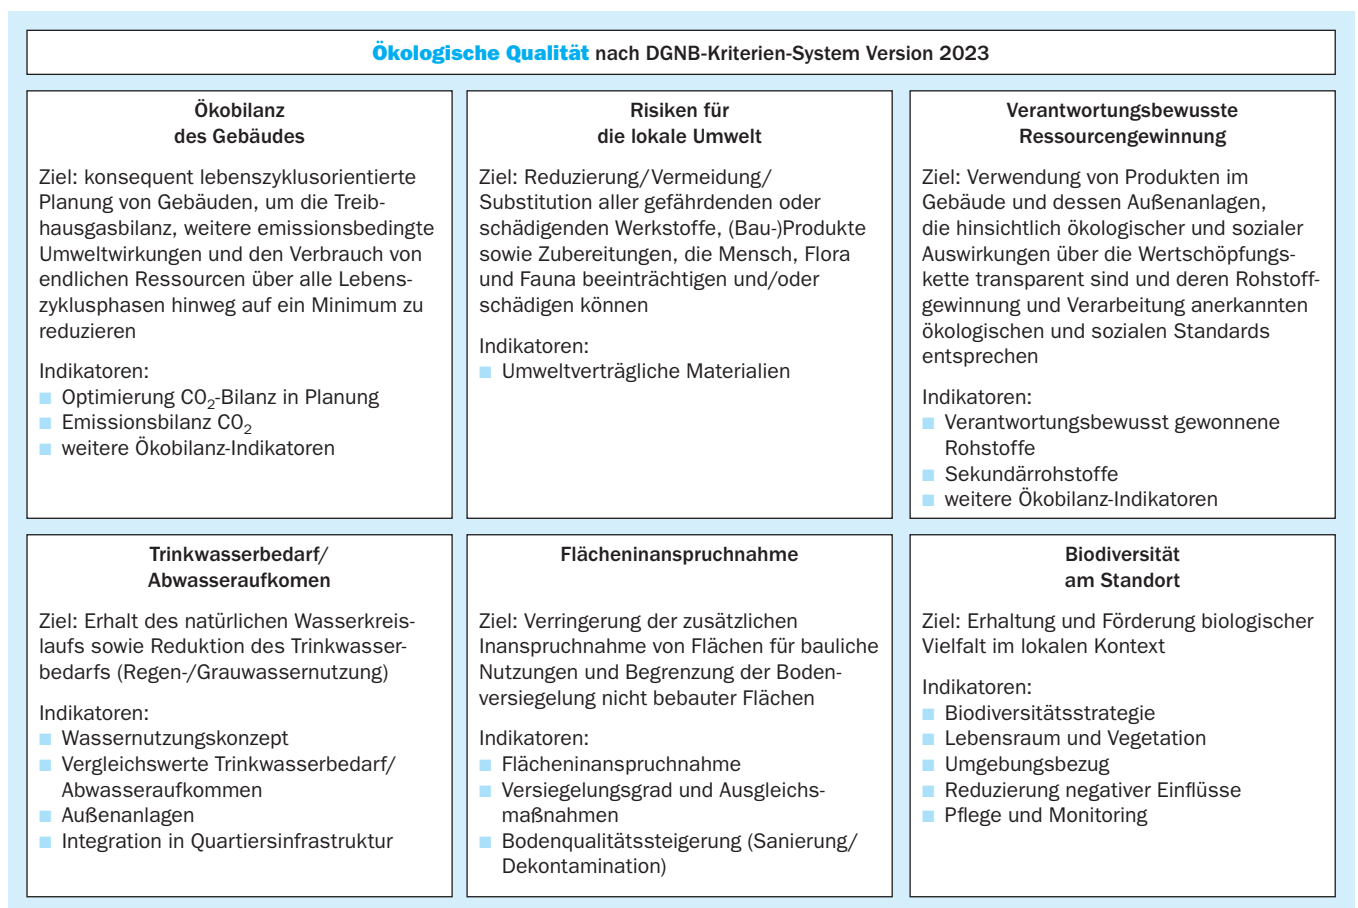 Ökologische Qualität nach DGNB-Kriterien-System Version 2023
Ökobilanz
des Gebäudes
Ziel: konsequent lebenszyklusorientierte
Planung von Gebäuden, um die Treib-
hausgasbilanz, weitere emissionsbedingte
Umweltwirkungen und den Verbrauch von
endlichen Ressourcen über alle Lebens-
zyklusphasen hinweg auf ein Minimum zu
reduzieren
Indikatoren:
■ Optimierung CO₂-Bilanz in Planung
■ Emissionsbilanz CO₂
■ weitere Ökobilanz-Indikatoren
Risiken für
die lokale Umwelt
Ziel: Reduzierung/Vermeidung/
Substitution aller gefährdenden oder
schädigenden Werkstoffe, (Bau-)Produkte
sowie Zubereitungen, die Mensch, Flora
und Fauna beeinträchtigen und/oder
schädigen können
Indikatoren:
■ Umweltverträgliche Materialien
Verantwortungsbewusste
Ressourcengewinnung
Ziel: Verwendung von Produkten im
Gebäude und dessen Außenanlagen,
die hinsichtlich ökologischer und sozialer
Auswirkungen über die Wertschöpfungs-
kette transparent sind und deren Rohstoff-
gewinnung und Verarbeitung anerkannten
ökologischen und sozialen Standards
entsprechen
Indikatoren:
■ Verantwortungsbewusst gewonnene
Rohstoffe
■ Sekundärrohstoffe
■ weitere Ökobilanz-Indikatoren
Trinkwasserbedarf/
Abwasseraufkomen
Ziel: Erhalt des natürlichen Wasserkreis-
laufs sowie Reduktion des Trinkwasser-
bedarfs (Regen-/Grauwassernutzung)
Indikatoren:
■ Wassernutzungskonzept
■ Vergleichswerte Trinkwasserbedarf/
Abwasseraufkommen
■ Außenanlagen
■ Integration in Quartiersinfrastruktur
Flächeninanspruchnahme
Ziel: Verringerung der zusätzlichen
Inanspruchnahme von Flächen für bauliche
Nutzungen und Begrenzung der Boden-
versiegelung nicht bebauter Flächen
Indikatoren:
■ Flächeninanspruchnahme
■ Versiegelungsgrad und Ausgleichs-
maßnahmen
■ Bodenqualitätssteigerung (Sanierung/
Dekontamination)
Biodiversität
am Standort
Ziel: Erhaltung und Förderung biologischer
Vielfalt im lokalen Kontext
Indikatoren:
■ Biodiversitätsstrategie
■ Lebensraum und Vegetation
■ Umgebungsbezug
■ Reduzierung negativer Einflüsse
■ Pflege und Monitoring